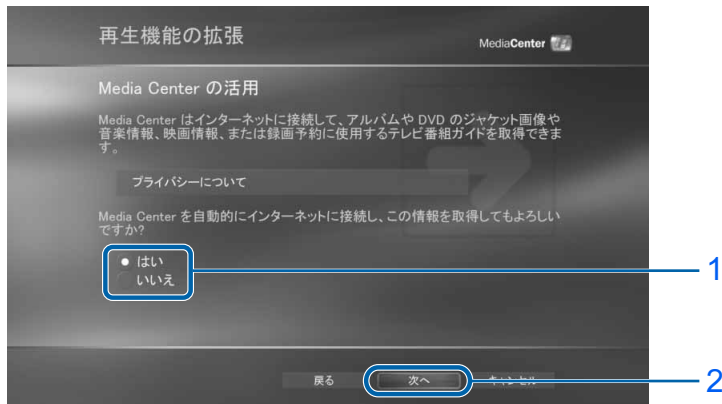 再生機能の拡張
MediaCenter
Media Center の活用
Media Center はインターネットに接続して、アルバムや DVD のジャケット画像や
音楽情報、映画情報、または録画予約に使用するテレビ番組ガイドを取得できま
す。
プライバシーについて
Media Center を自動的にインターネットに接続し、この情報を取得してもよろしい
ですか?
はい
いいえ
1
戻る 次へ キャンセル
2